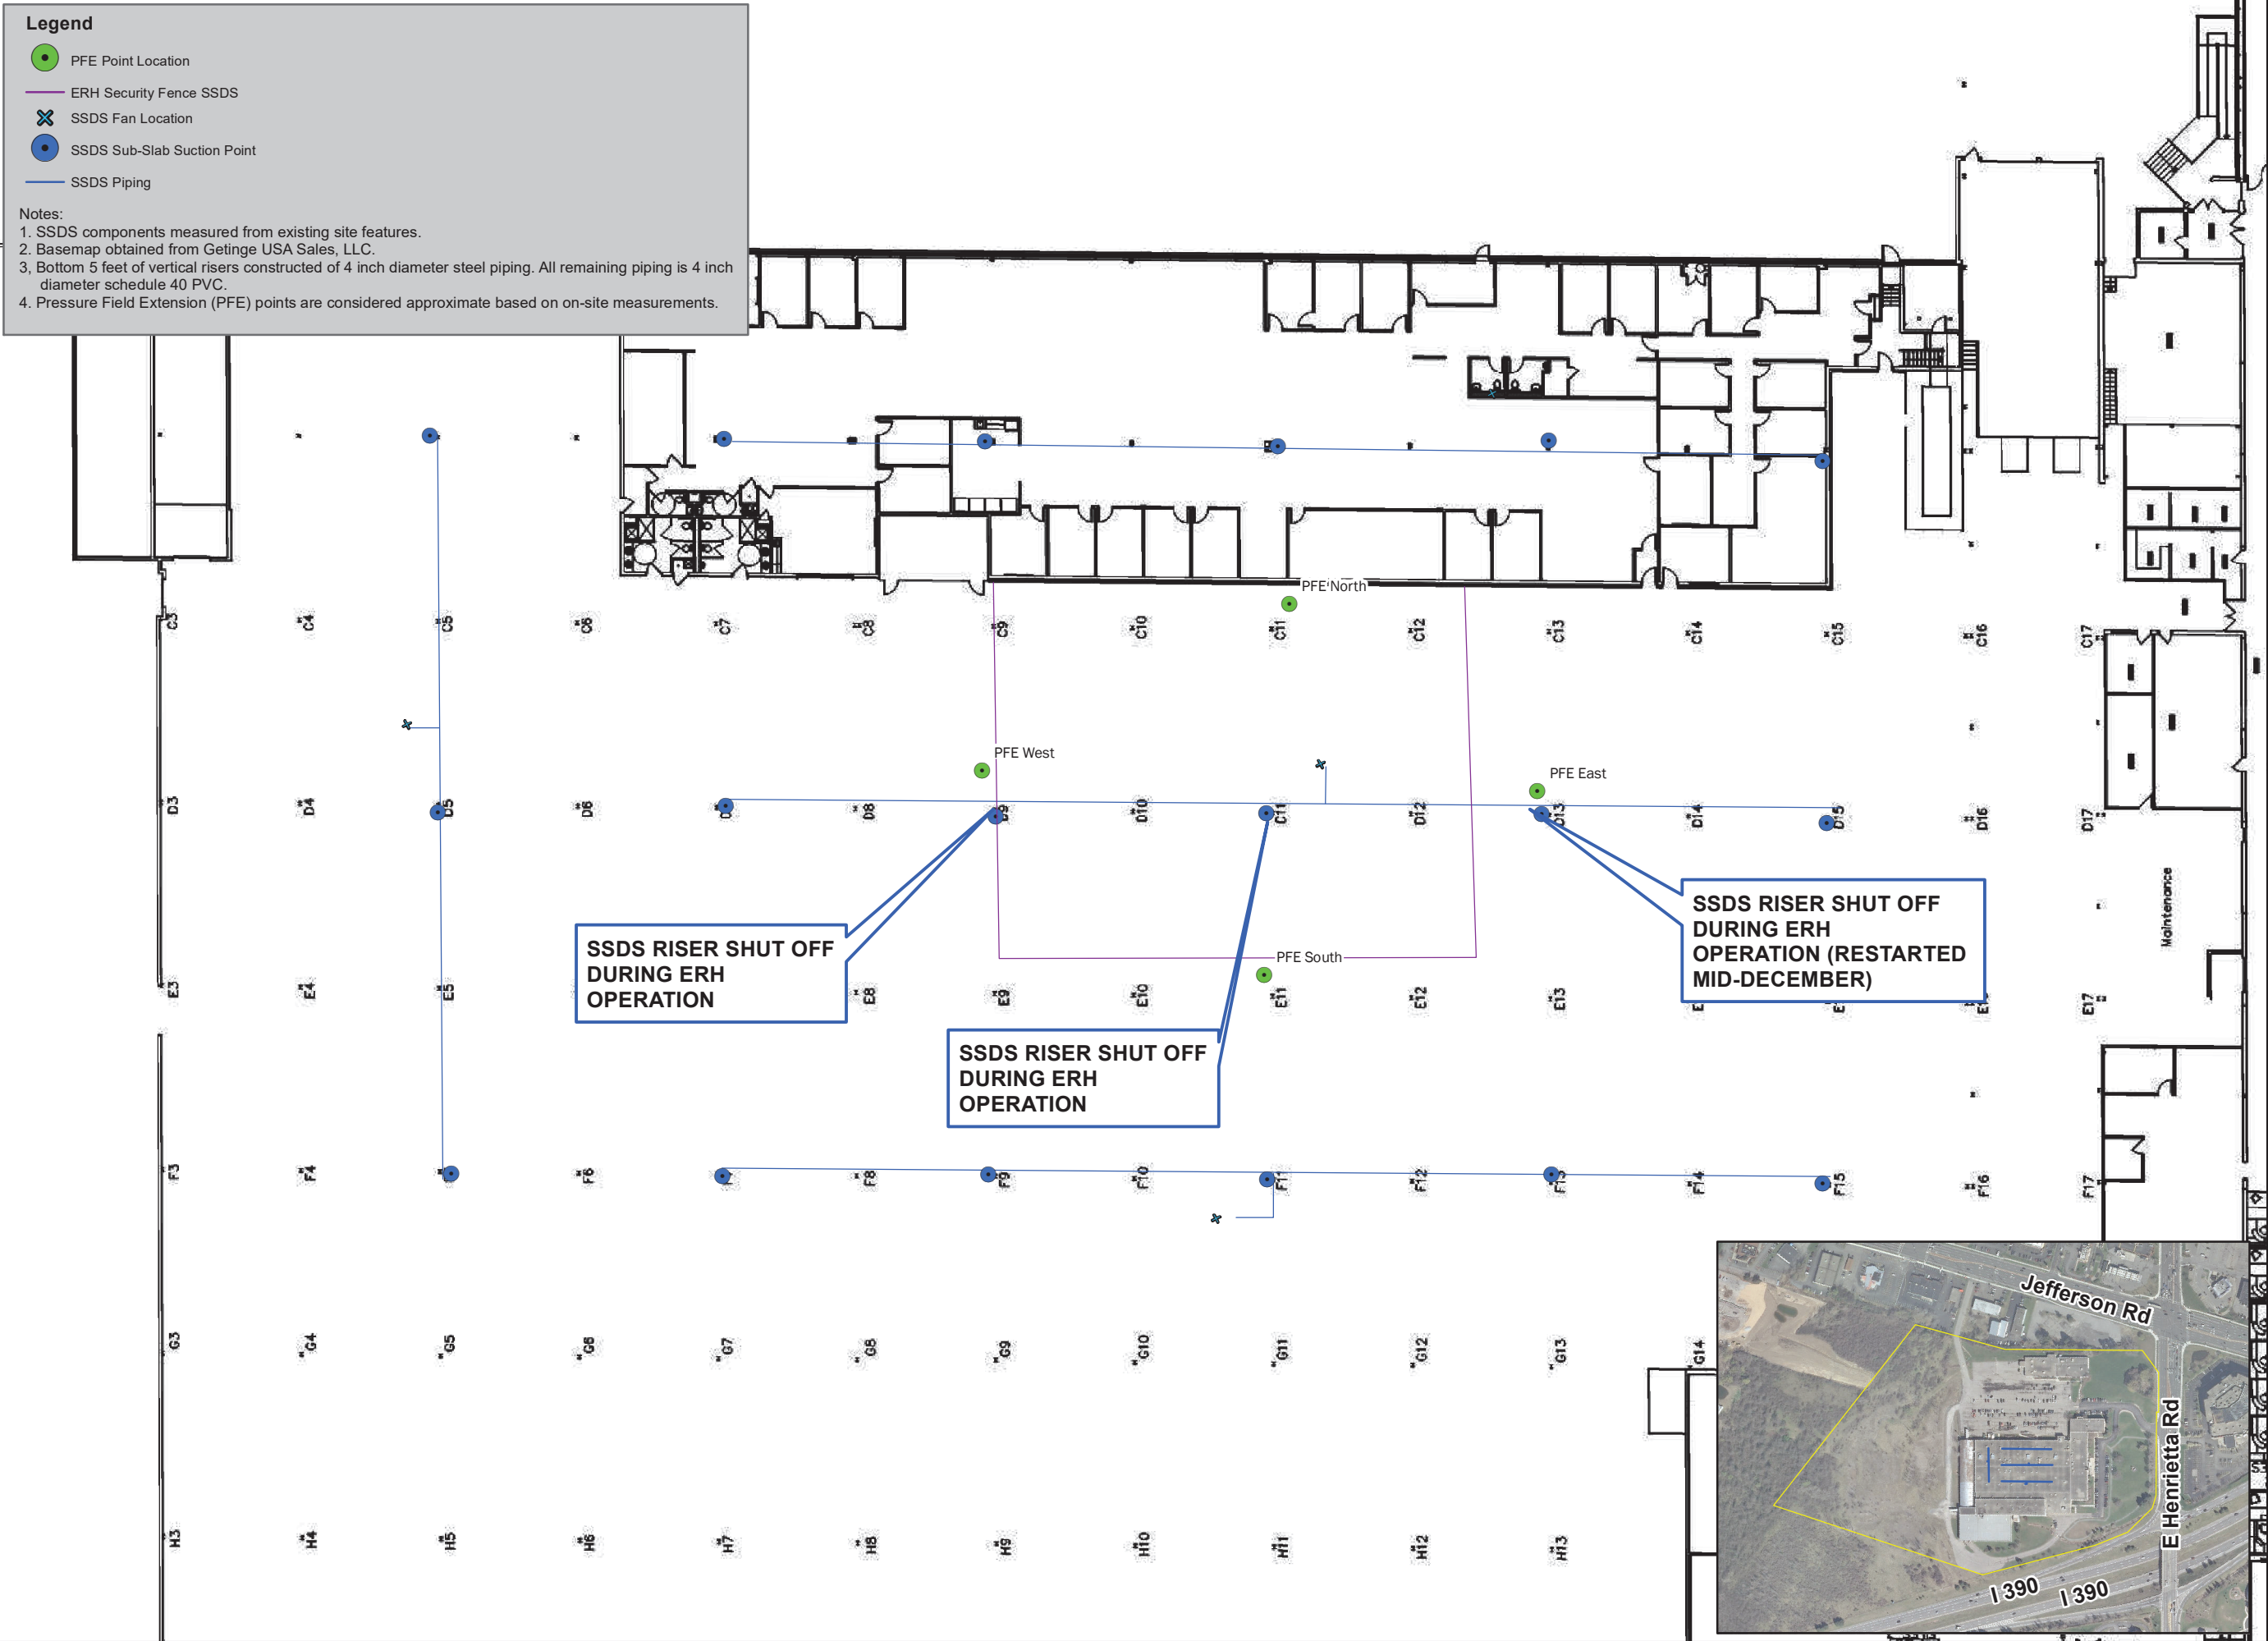 Legend
PFE Point Location
ERH Security Fence SSDS
SSDS Fan Location
SSDS Sub-Slab Suction Point
SSDS Piping
Notes:
1. SSDS components measured from existing site features.
2. Basemap obtained from Getinge USA Sales, LLC.
3, Bottom 5 feet of vertical risers constructed of 4 inch diameter steel piping. All remaining piping is 4 inch
diameter schedule 40 PVC.
4. Pressure Field Extension (PFE) points are considered approximate based on on-site measurements.
PFE North
C3
C4
C5
C6
C7
C8
C9
C10
C11
C12
C13
C14
C15
C16
C17
PFE West
PFE East
D3
D4
D5
D6
D8
D9
D10
D12
D13
D14
D15
D16
D17
Maintenance
SSDS RISER SHUT OFF
DURING ERH
OPERATION
SSDS RISER SHUT OFF
DURING ERH
OPERATION (RESTARTED
MID-DECEMBER)
PFE South
E3
E4
E5
E8
E9
E10
E11
E12
E13
E17
SSDS RISER SHUT OFF
DURING ERH
OPERATION
F3
F4
F6
F8
F9
F10
F12
F13
F14
F15
F16
F17
G3
G4
G5
G6
G7
G8
G9
G10
G11
G12
G13
G14
H3
H4
H5
H6
H7
H8
H9
H10
H11
H12
H13
Jefferson Rd
E Henrietta Rd
I 390
I 390